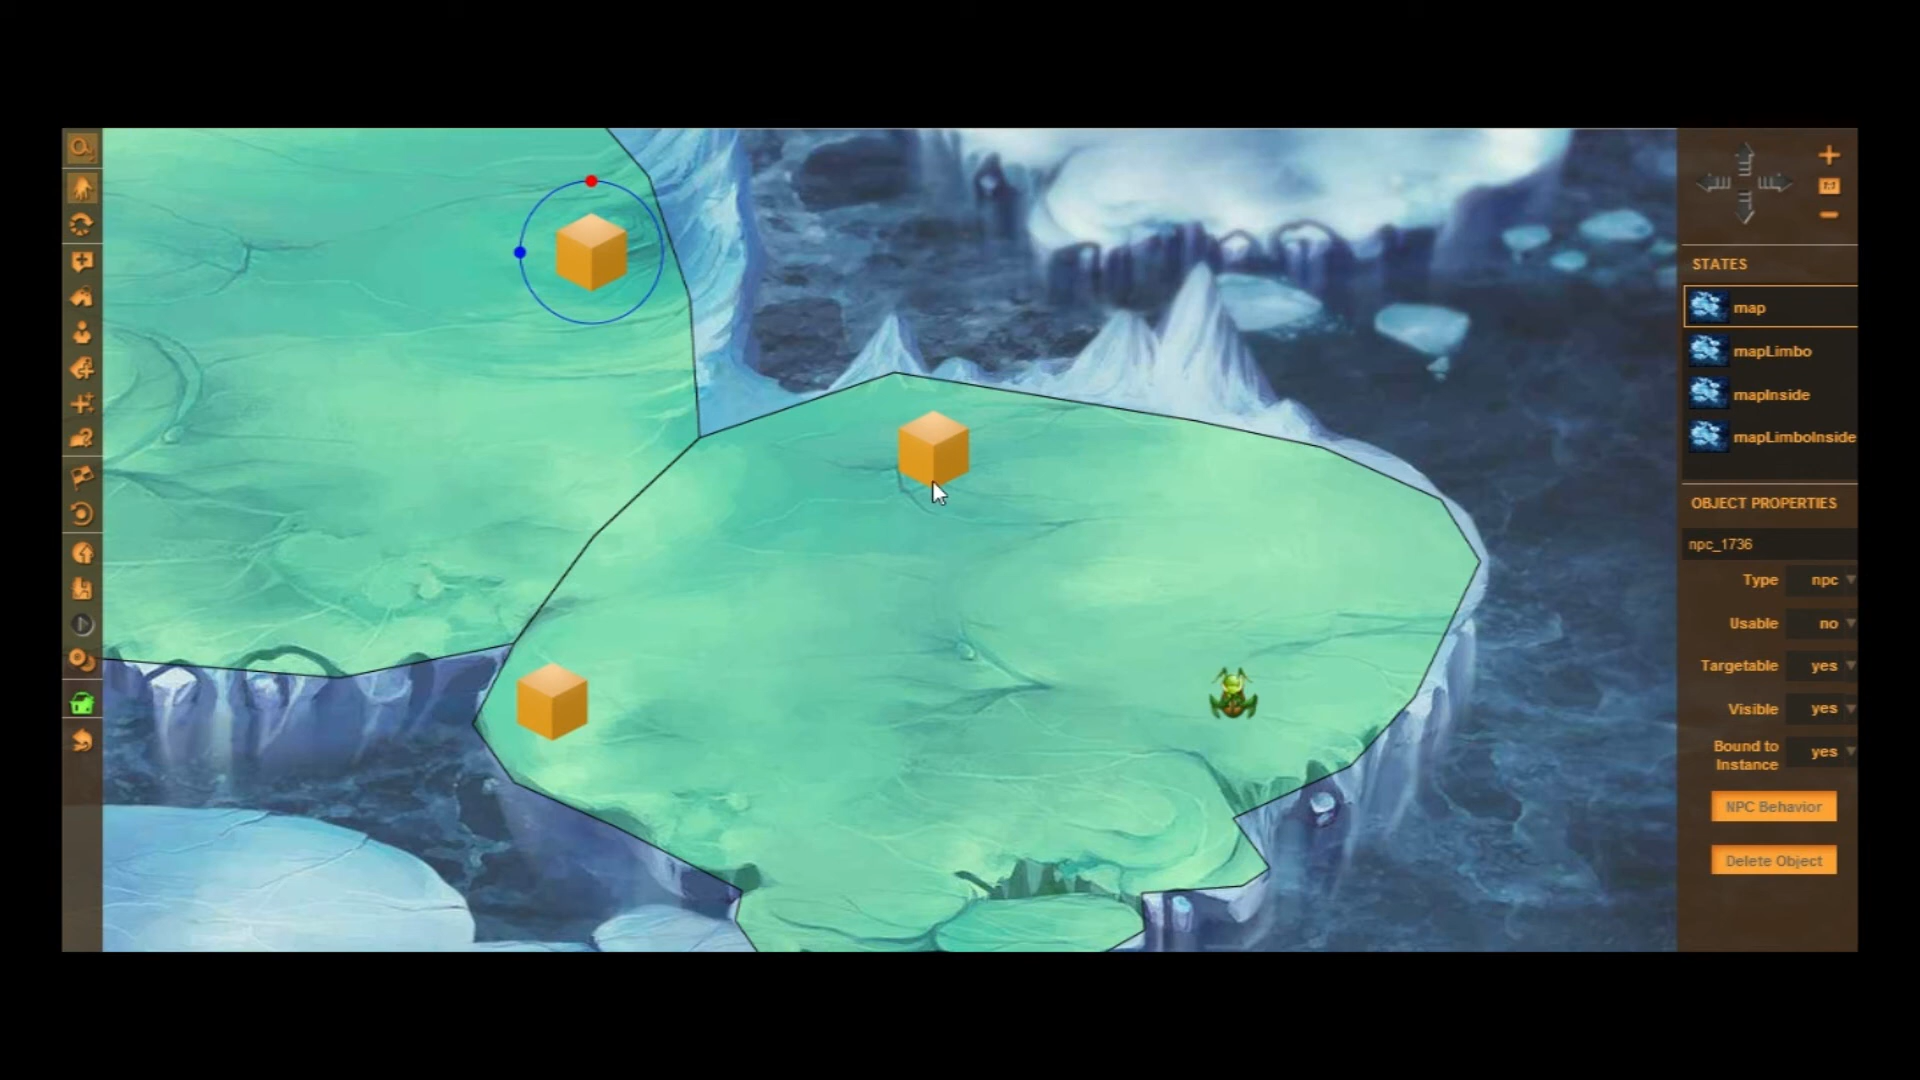 STATES
map
mapLimbo
mapInside
mapLimboInside
OBJECT PROPERTIES
npc_1736
Type npc
Usable no
Targetable yes
Visible yes
Bound to
Instance yes
NPC Behavior
Delete Object